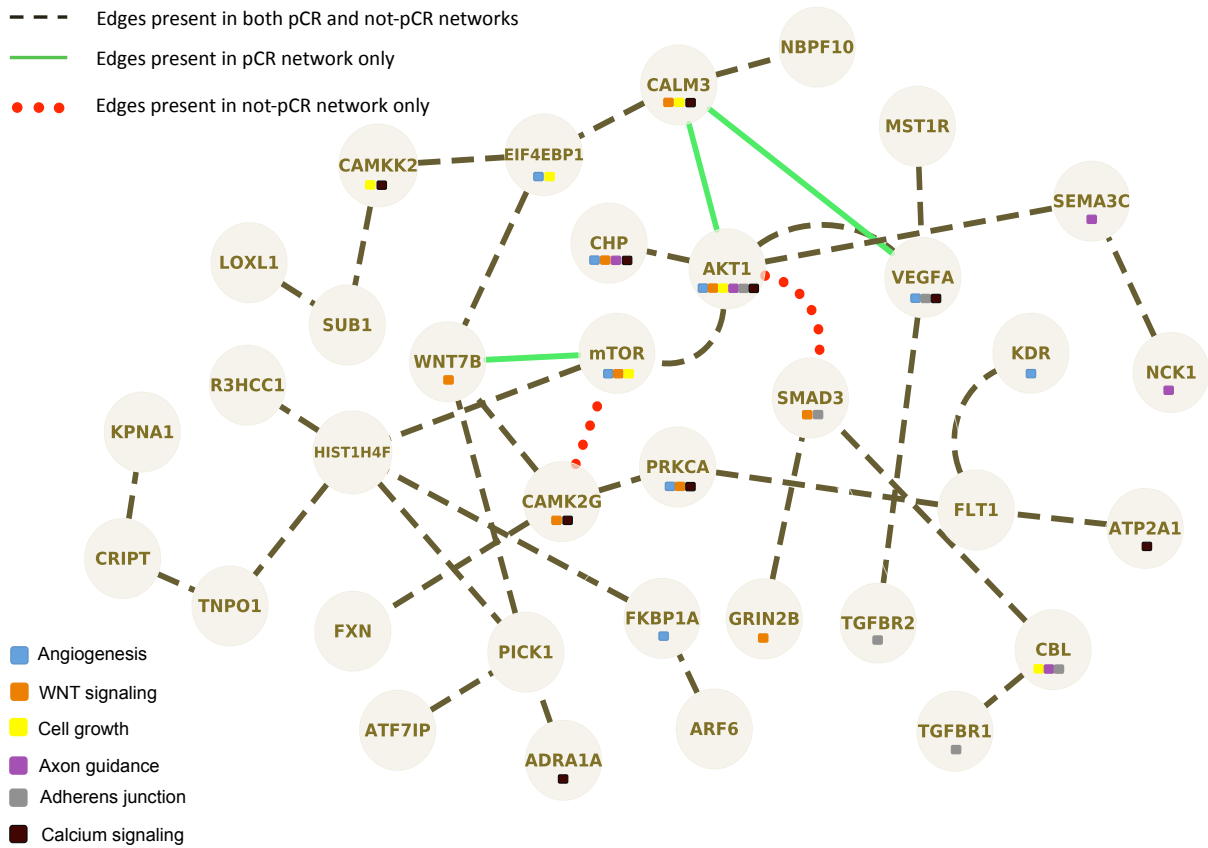 Edges present in both pCR and not-pCR networks
Edges present in pCR network only
Edges present in not-pCR network only
NBPF10
CALM3
MST1R
EIF4EBP1
CAMKK2
SEMA3C
CHP
LOXL1
AKT1
VEGFA
SUB1
mTOR
WNT7B
KDR
NCK1
R3HCC1
SMAD3
KPNA1
HIST1H4F
PRKCA
CAMK2G
FLT1
ATP2A1
CRIPT
TNPO1
FXN
FKBP1A
GRIN2B
TGFBR2
PICK1
CBL
ATF7IP
ARF6
TGFBR1
ADRA1A
Angiogenesis
WNT signaling
Cell growth
Axon guidance
Adherens junction
Calcium signaling